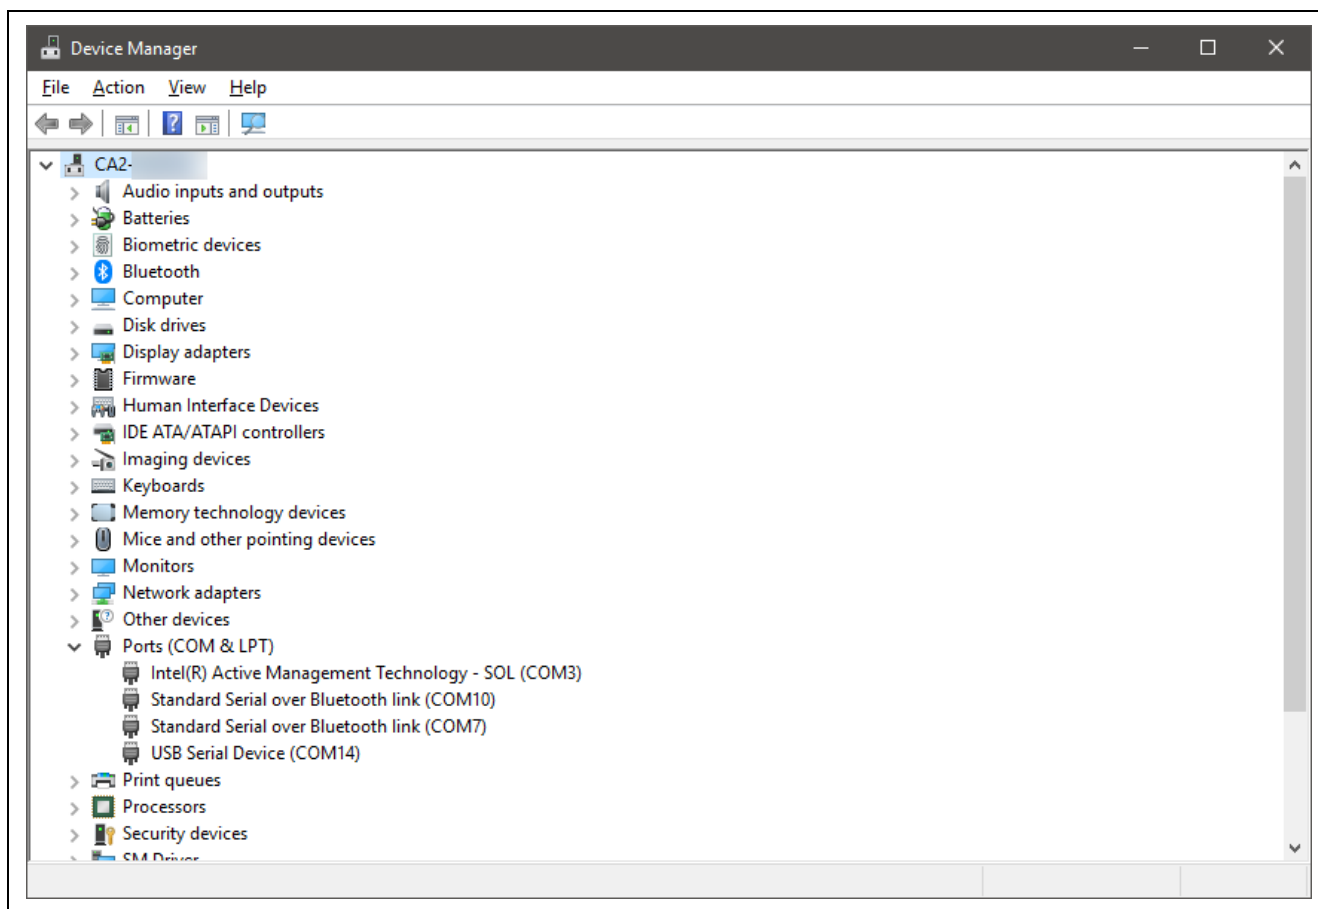 Device Manager
File Action View Help
CA2-
Audio inputs and outputs
Batteries
Biometric devices
Bluetooth
Computer
Disk drives
Display adapters
Firmware
Human Interface Devices
IDE ATA/ATAPI controllers
Imaging devices
Keyboards
Memory technology devices
Mice and other pointing devices
Monitors
Network adapters
Other devices
Ports (COM & LPT)
Intel(R) Active Management Technology - SOL (COM3)
Standard Serial over Bluetooth link (COM10)
Standard Serial over Bluetooth link (COM7)
USB Serial Device (COM14)
Print queues
Processors
Security devices
SM Driver